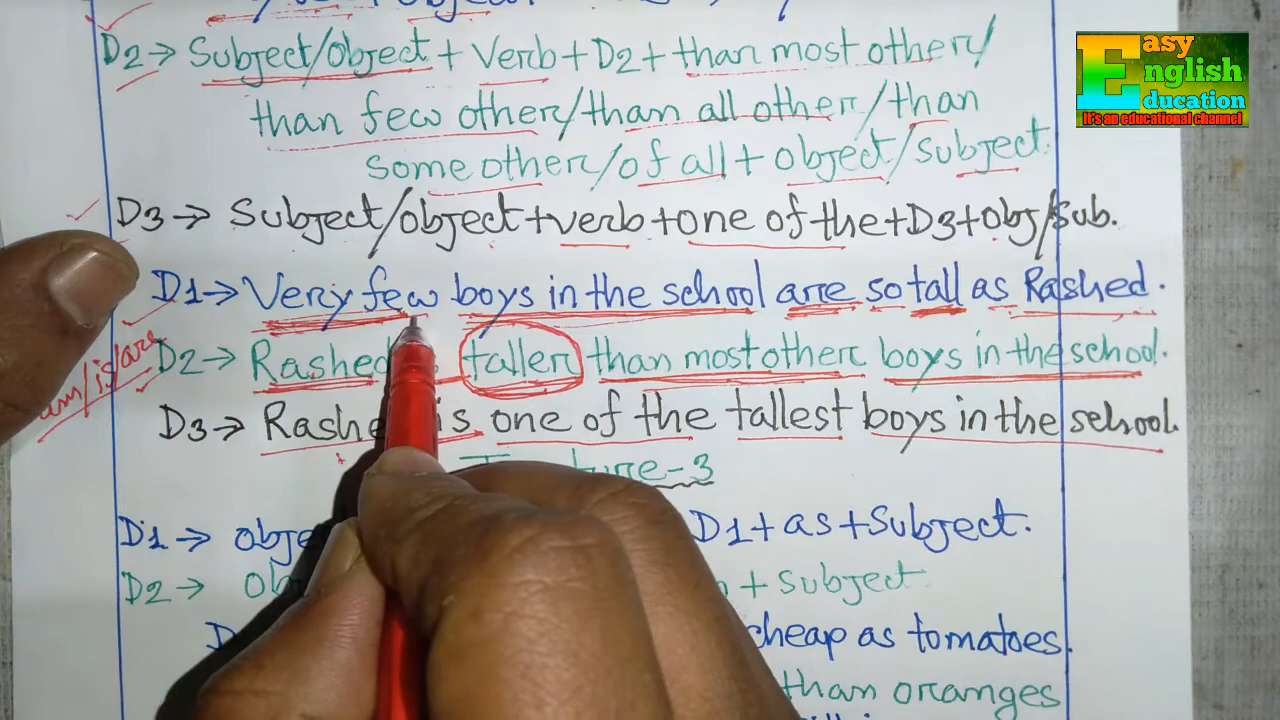 D2→ Subject/object + Verb + D2 + than most other/
than few other/than all other/than
some other/of all + object/subject.
D3→ Subject/object + verb + one of the + D3 + obj/sub.
D1→ Very few boys in the school are so tall as Rashed.
am/is/are
D2→ Rashed taller than most other boys in the school.
D3→ is one of the tallest boys in the school.
-3
D1→ D1 + as + Subject.
D2→ + Subject
cheap as tomatoes.
than oranges
Easy
English
Education
It's an educational channel